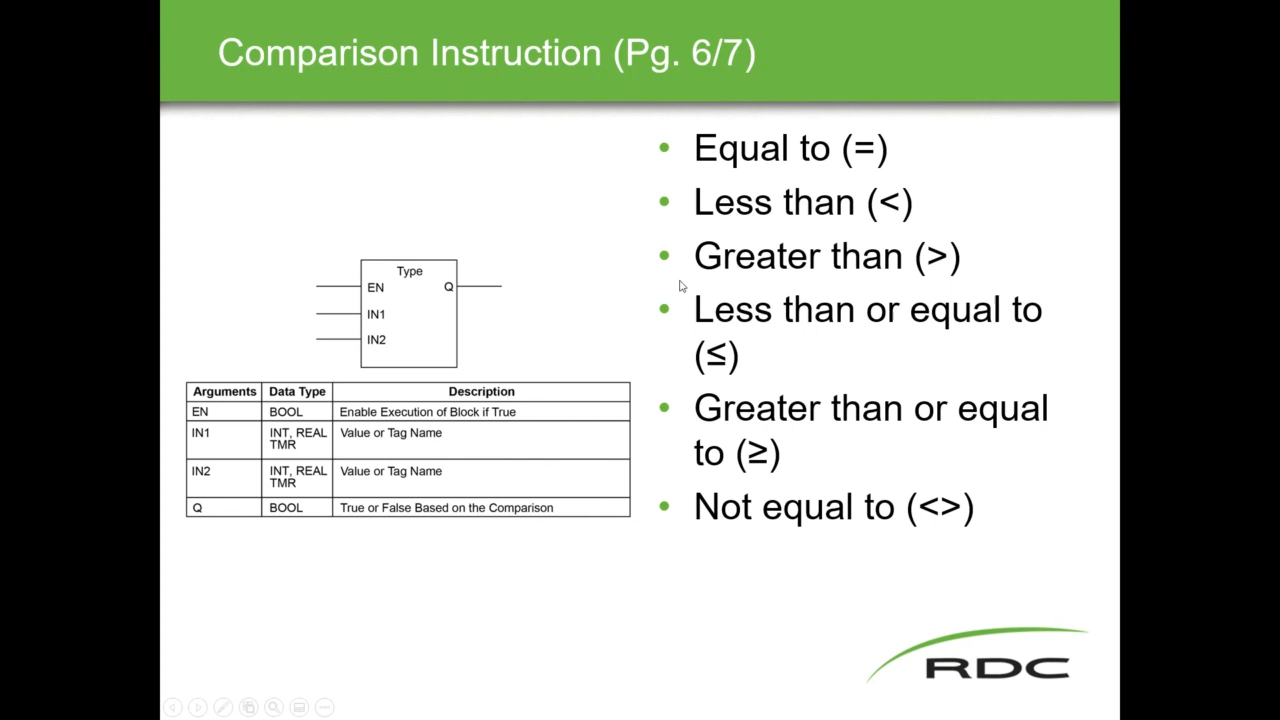 Comparison Instruction (Pg. 6/7)
Type
EN Q
IN1
IN2
Arguments Data Type Description
EN BOOL Enable Execution of Block if True
IN1 INT, REAL Value or Tag Name
TMR
IN2 INT, REAL Value or Tag Name
TMR
Q BOOL True or False Based on the Comparison
• Equal to (=)
• Less than (<)
• Greater than (>)
• Less than or equal to
(≤)
• Greater than or equal
to (≥)
• Not equal to (<>)
RDC